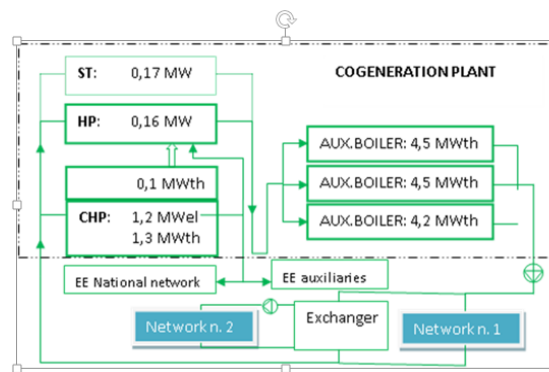 COGENERATION PLANT
ST: 0,17 MW
HP: 0,16 MW
0,1 MWth
CHP: 1,2 MWel
1,3 MWth
AUX.BOILER: 4,5 MWth
AUX.BOILER: 4,5 MWth
AUX.BOILER: 4,2 MWth
EE National network
EE auxiliaries
Network n. 2
Exchanger
Network n. 1